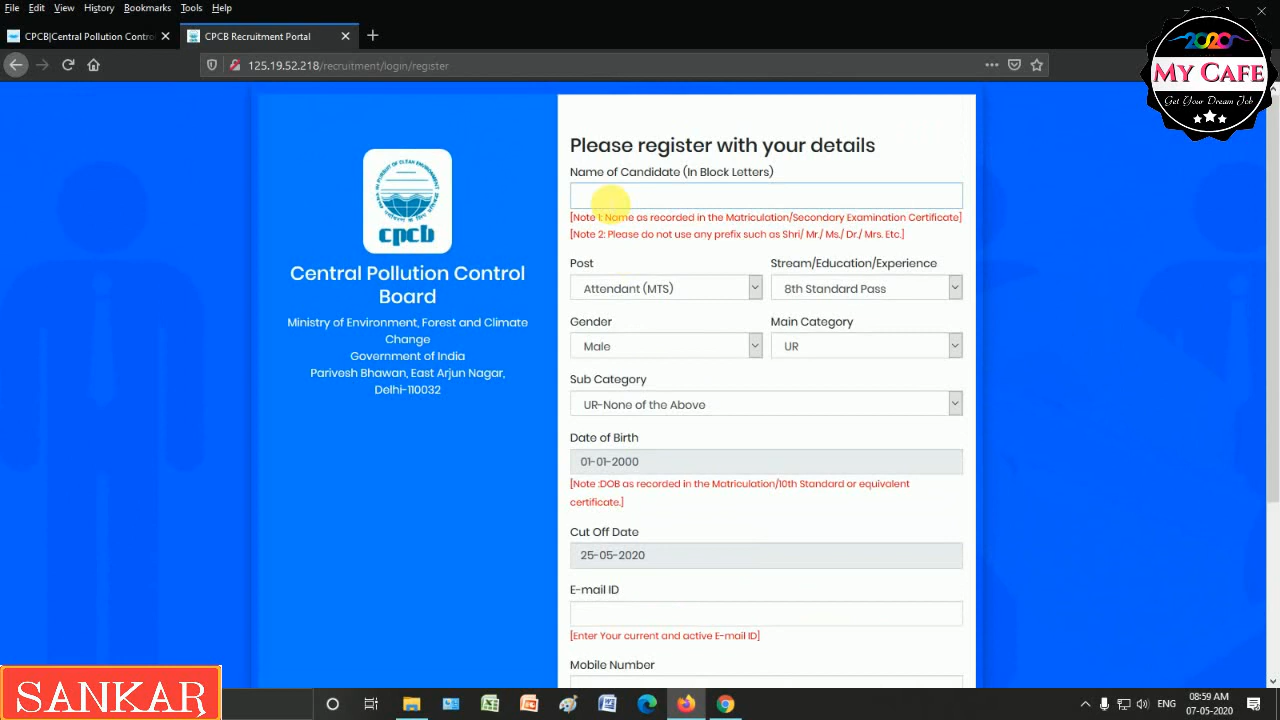 File Edit View History Bookmarks Tools Help
CPCB|Central Pollution Contro
CPCB Recruitment Portal
125.19.52.218/recruitment/login/register
2020
MY CAFE
Get Your Dream Job
cpcb
Central Pollution Control
Board
Ministry of Environment, Forest and Climate
Change
Government of India
Parivesh Bhawan, East Arjun Nagar,
Delhi-110032
Please register with your details
Name of Candidate (In Block Letters)
[Note 1: Name as recorded in the Matriculation/Secondary Examination Certificate]
[Note 2: Please do not use any prefix such as Shri/ Mr./ Ms./ Dr./ Mrs. Etc.]
Post Stream/Education/Experience
Attendant (MTS) 8th Standard Pass
Gender Main Category
Male UR
Sub Category
UR-None of the Above
Date of Birth
01-01-2000
[Note :DOB as recorded in the Matriculation/10th Standard or equivalent
certificate.]
Cut Off Date
25-05-2020
E-mail ID
[Enter Your current and active E-mail ID]
Mobile Number
SANKAR
ENG
08:59 AM
07-05-2020